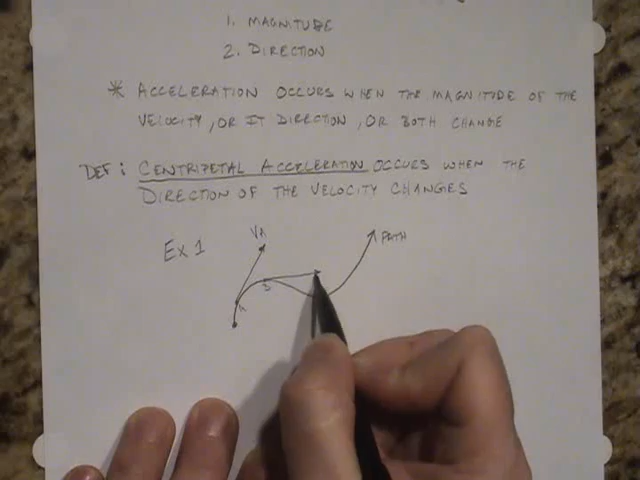 1. MAGNITUDE
2. DIRECTION
* ACCELERATION OCCURS WHEN THE MAGNITUDE OF THE
VELOCITY, OR IT DIRECTION, OR BOTH CHANGE
DEF: CENTRIPETAL ACCELERATION OCCURS WHEN THE
DIRECTION OF THE VELOCITY CHANGES
Ex 1
VA
PATH
A
B